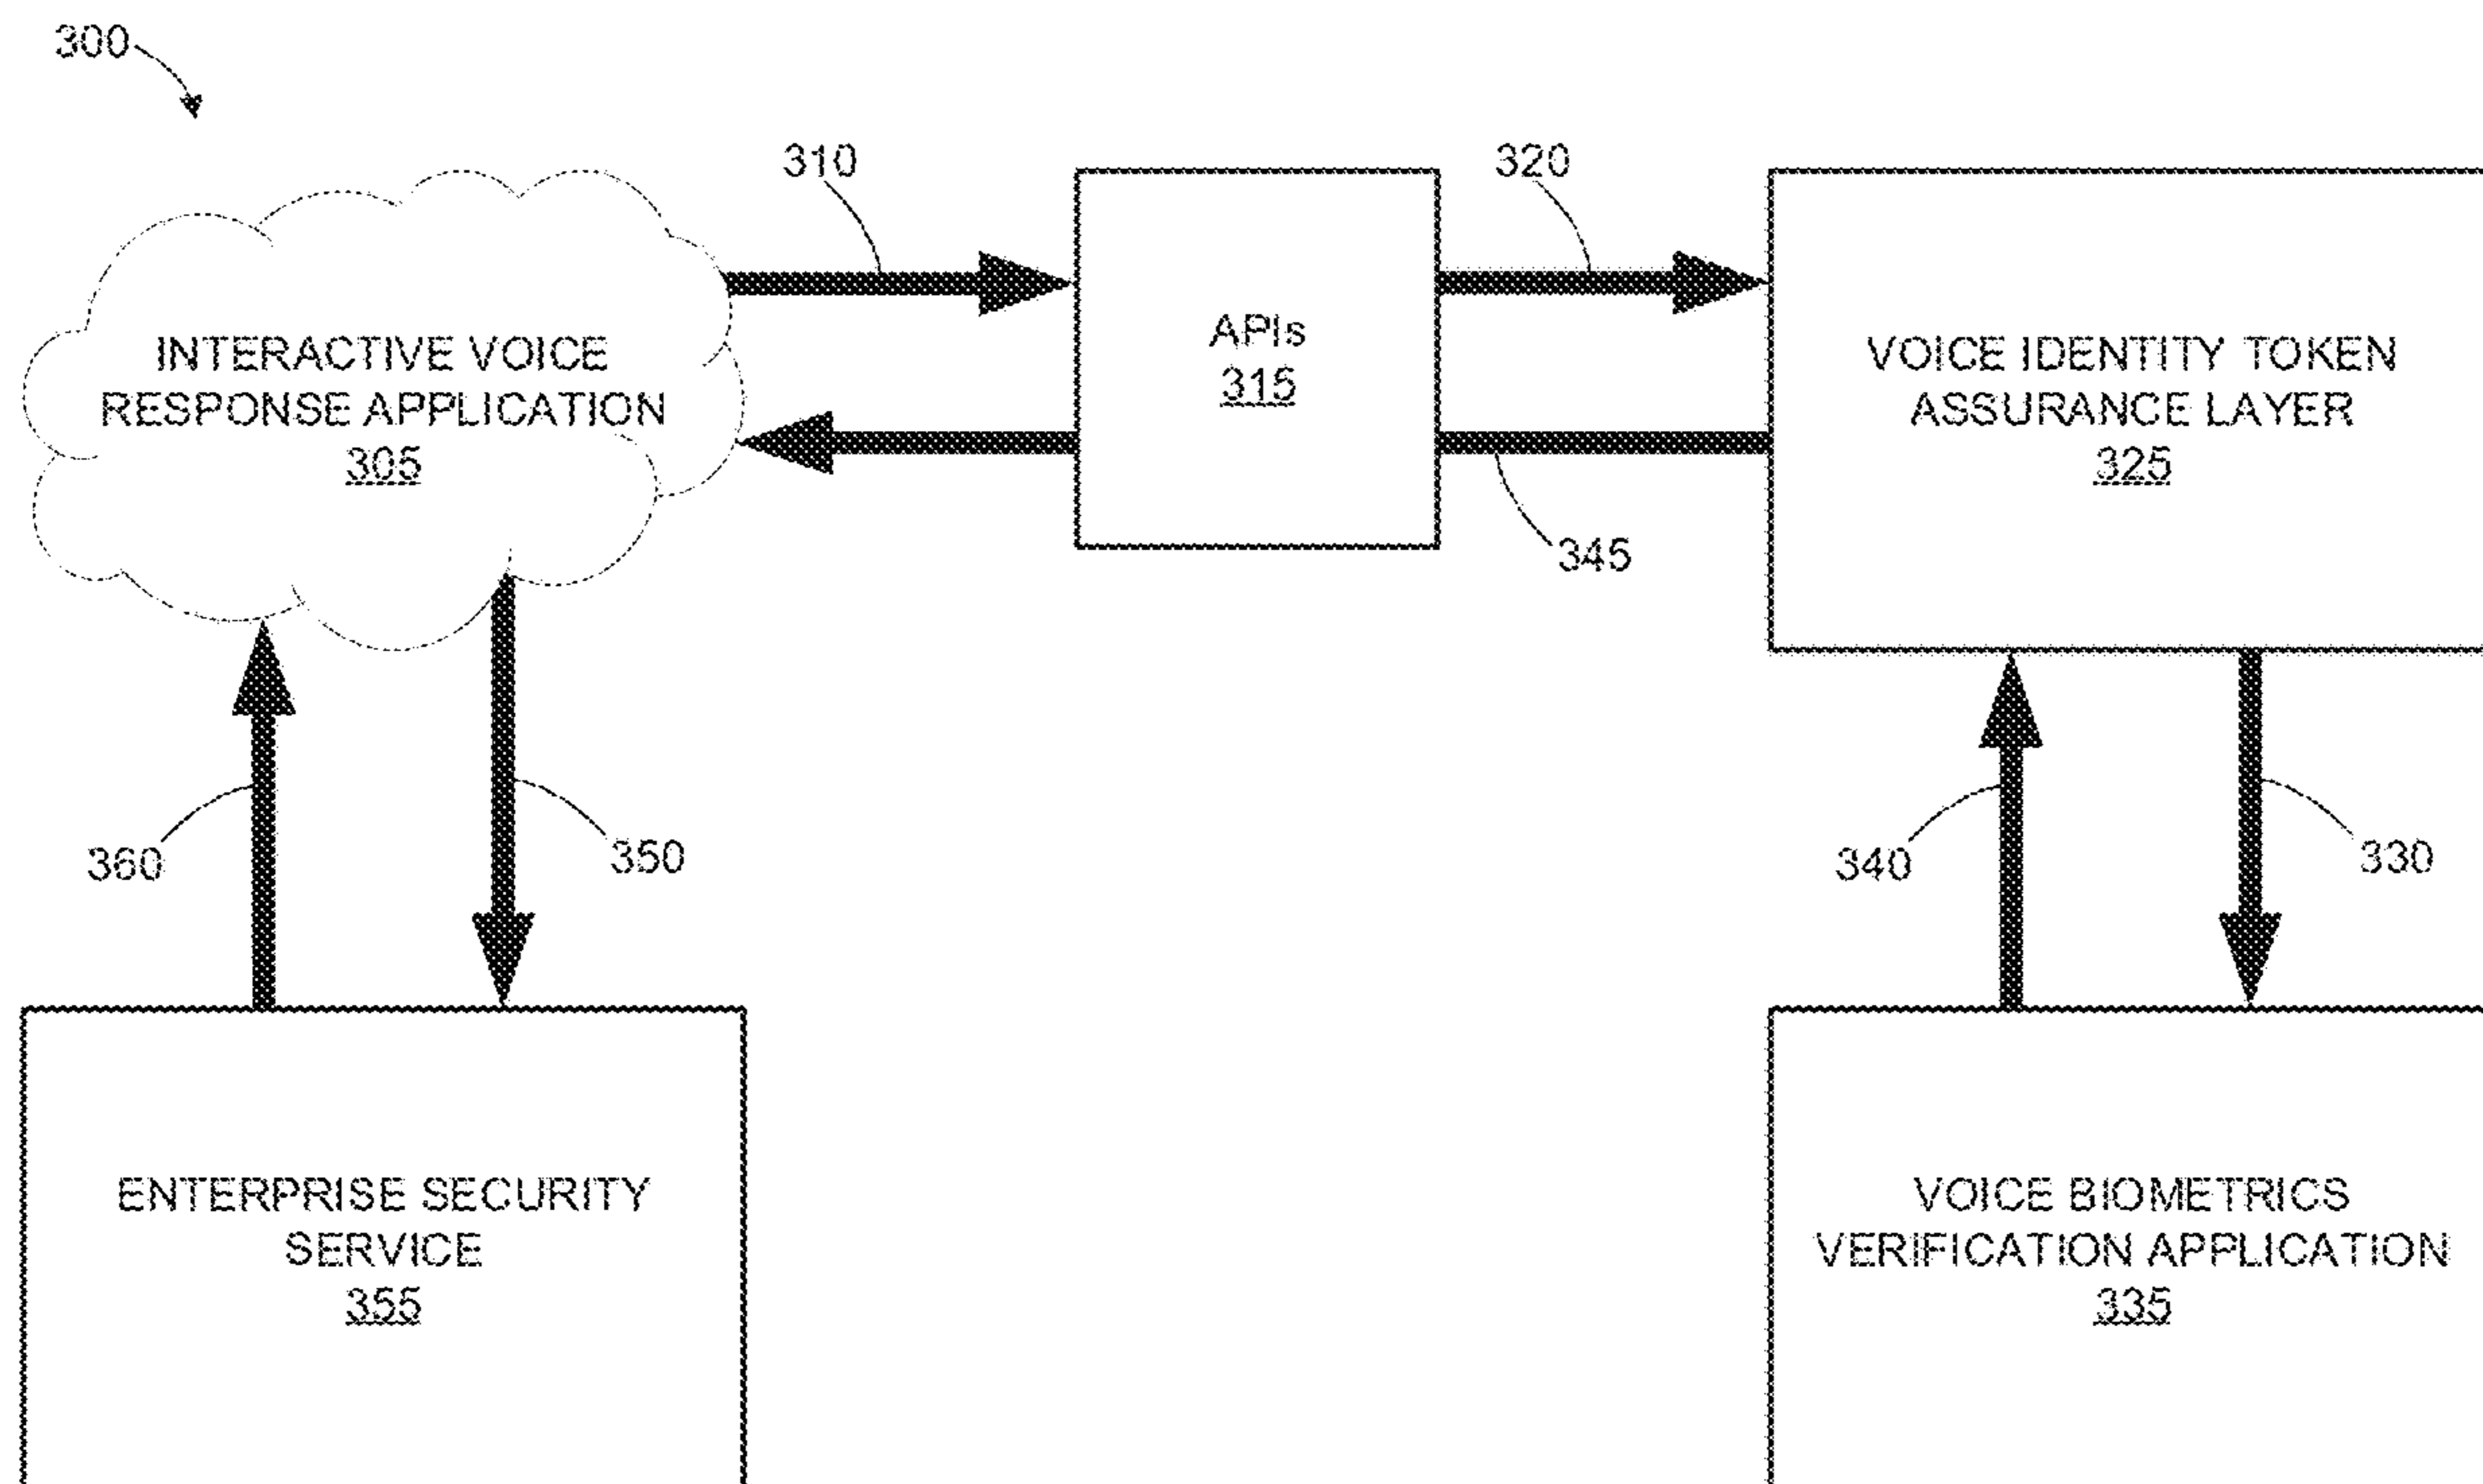 300
310
320
INTERACTIVE VOICE
RESPONSE APPLICATION
305
APIs
315
VOICE IDENTITY TOKEN
ASSURANCE LAYER
325
345
360
350
340
330
ENTERPRISE SECURITY
SERVICE
355
VOICE BIOMETRICS
VERIFICATION APPLICATION
335